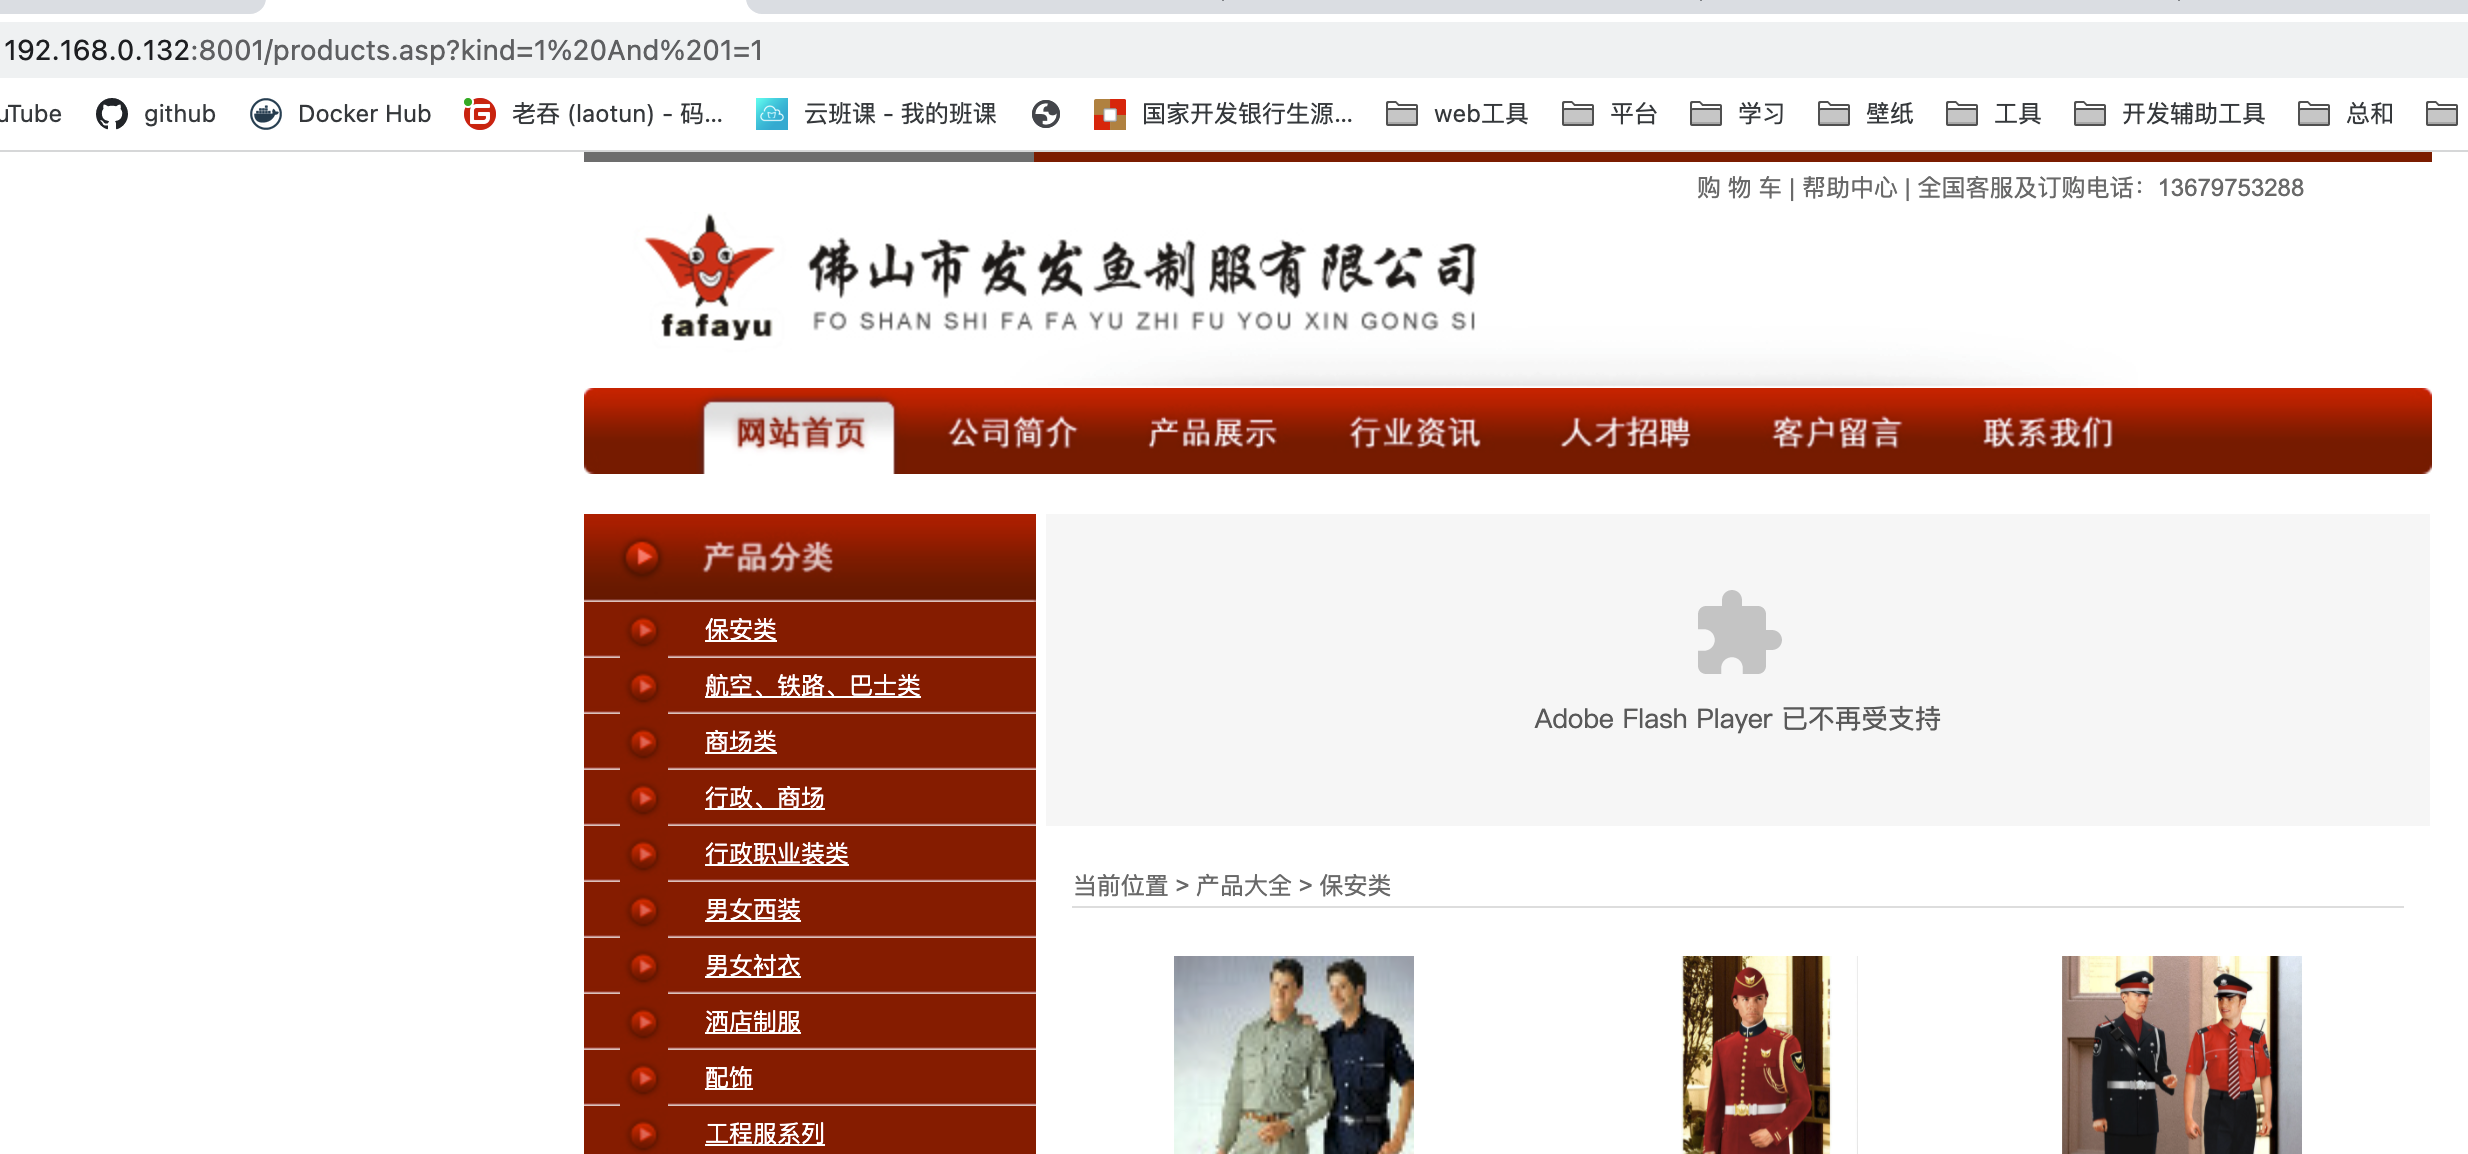 192.168.0.132:8001/products.asp?kind=1%20And%201=1
uTube github Docker Hub 老吞 (laotun) - 码... 云班课 - 我的班课 国家开发银行生源... web工具 平台 学习 壁纸 工具 开发辅助工具 总和
购 物 车 | 帮助中心 | 全国客服及订购电话：13679753288
佛山市发发鱼制服有限公司
fafayu FO SHAN SHI FA FA YU ZHI FU YOU XIN GONG SI
网站首页 公司简介 产品展示 行业资讯 人才招聘 客户留言 联系我们
产品分类
保安类
航空、铁路、巴士类
商场类
行政、商场
行政职业装类
男女西装
男女衬衣
酒店制服
配饰
工程服系列
Adobe Flash Player 已不再受支持
当前位置 > 产品大全 > 保安类